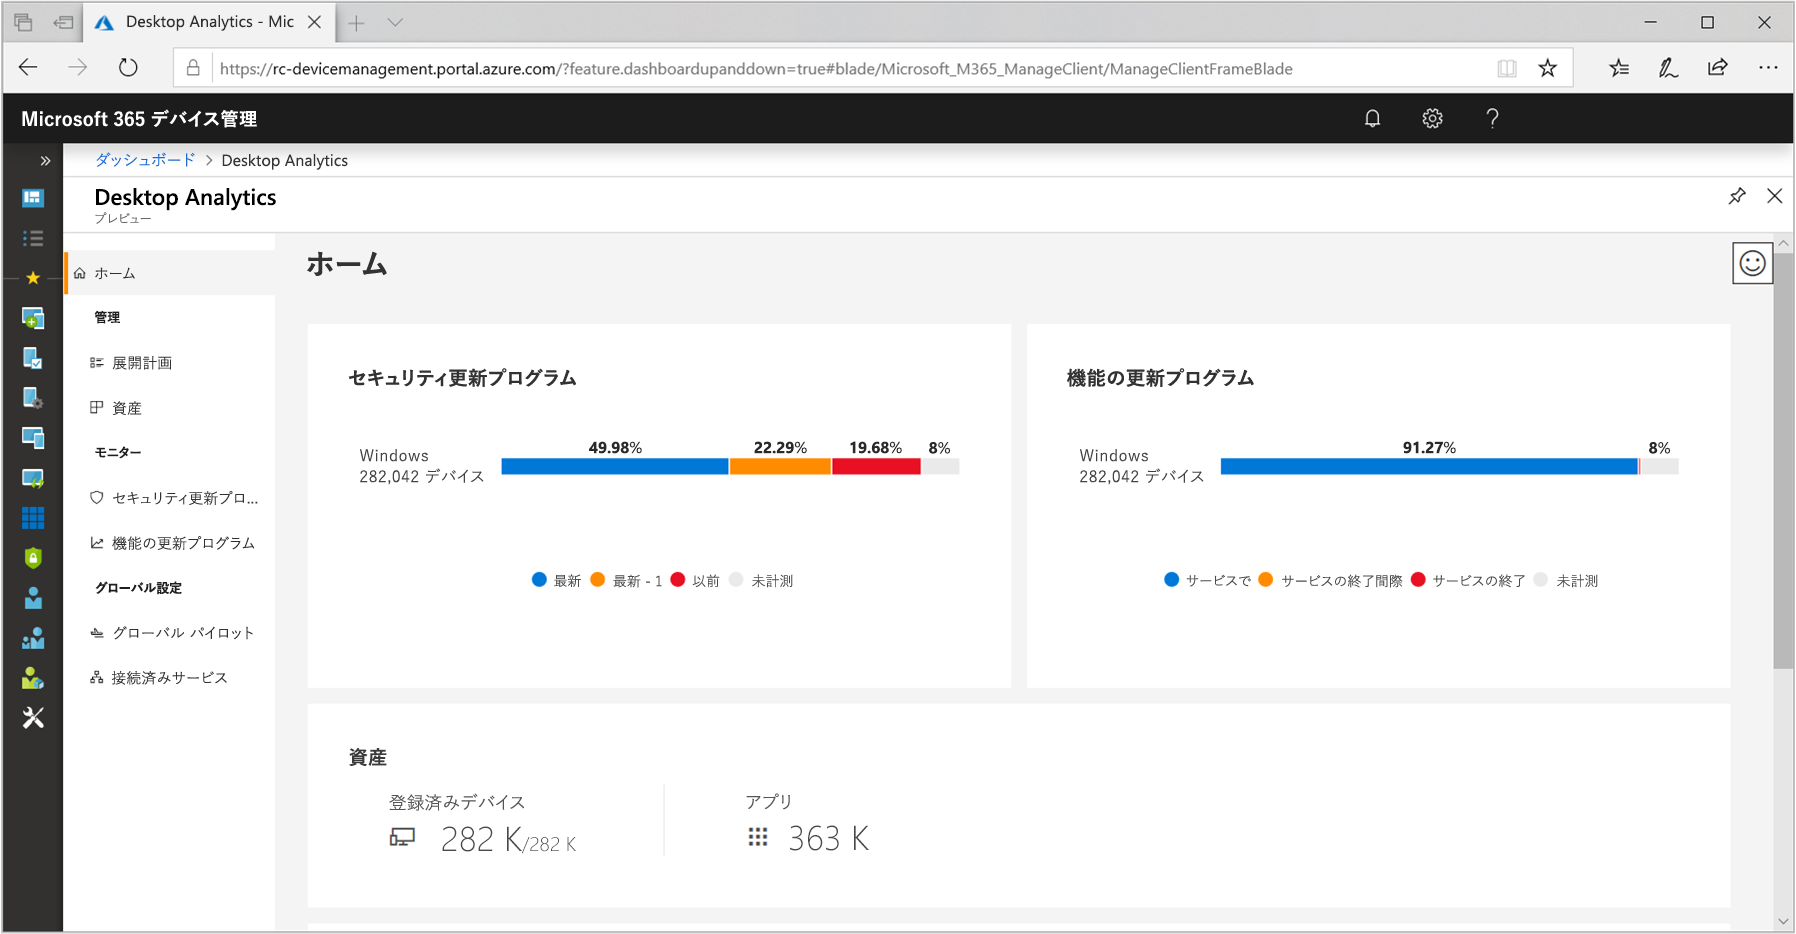 Desktop Analytics - Mic
https://rc-devicemanagement.portal.azure.com/?feature.dashboardupanddown=true#blade/Microsoft_M365_ManageClient/ManageClientFrameBlade
Microsoft 365 デバイス管理
ダッシュボード > Desktop Analytics
Desktop Analytics
プレビュー
ホーム
管理
展開計画
資産
モニター
セキュリティ更新プロ...
機能の更新プログラム
グローバル設定
グローバル パイロット
接続済みサービス
ホーム
セキュリティ更新プログラム
49.98% 22.29% 19.68% 8%
Windows
282,042 デバイス
最新 最新 - 1 以前 未計測
機能の更新プログラム
91.27% 8%
Windows
282,042 デバイス
サービスで サービスの終了間際 サービスの終了 未計測
資産
登録済みデバイス
282 K/282 K
アプリ
363 K